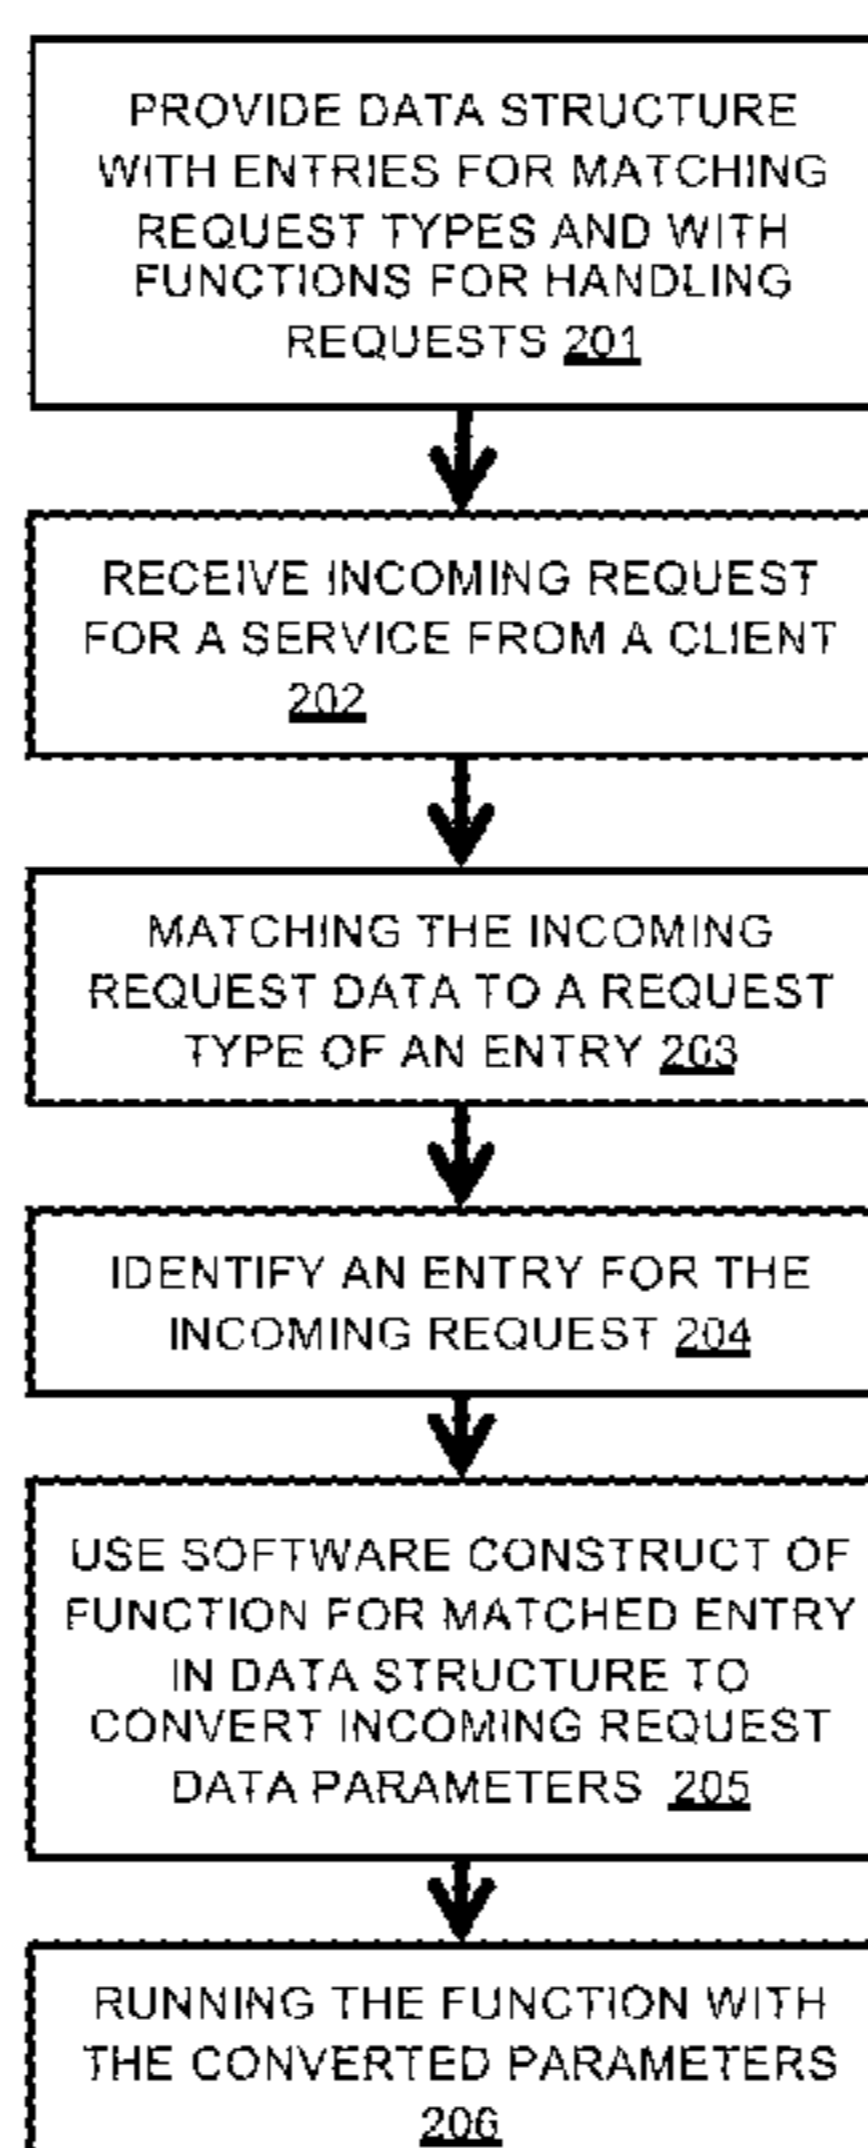 PROVIDE DATA STRUCTURE
WITH ENTRIES FOR MATCHING
REQUEST TYPES AND WITH
FUNCTIONS FOR HANDLING
REQUESTS 201
RECEIVE INCOMING REQUEST
FOR A SERVICE FROM A CLIENT
202
MATCHING THE INCOMING
REQUEST DATA TO A REQUEST
TYPE OF AN ENTRY 203
IDENTIFY AN ENTRY FOR THE
INCOMING REQUEST 204
USE SOFTWARE CONSTRUCT OF
FUNCTION FOR MATCHED ENTRY
IN DATA STRUCTURE TO
CONVERT INCOMING REQUEST
DATA PARAMETERS 205
RUNNING THE FUNCTION WITH
THE CONVERTED PARAMETERS
206